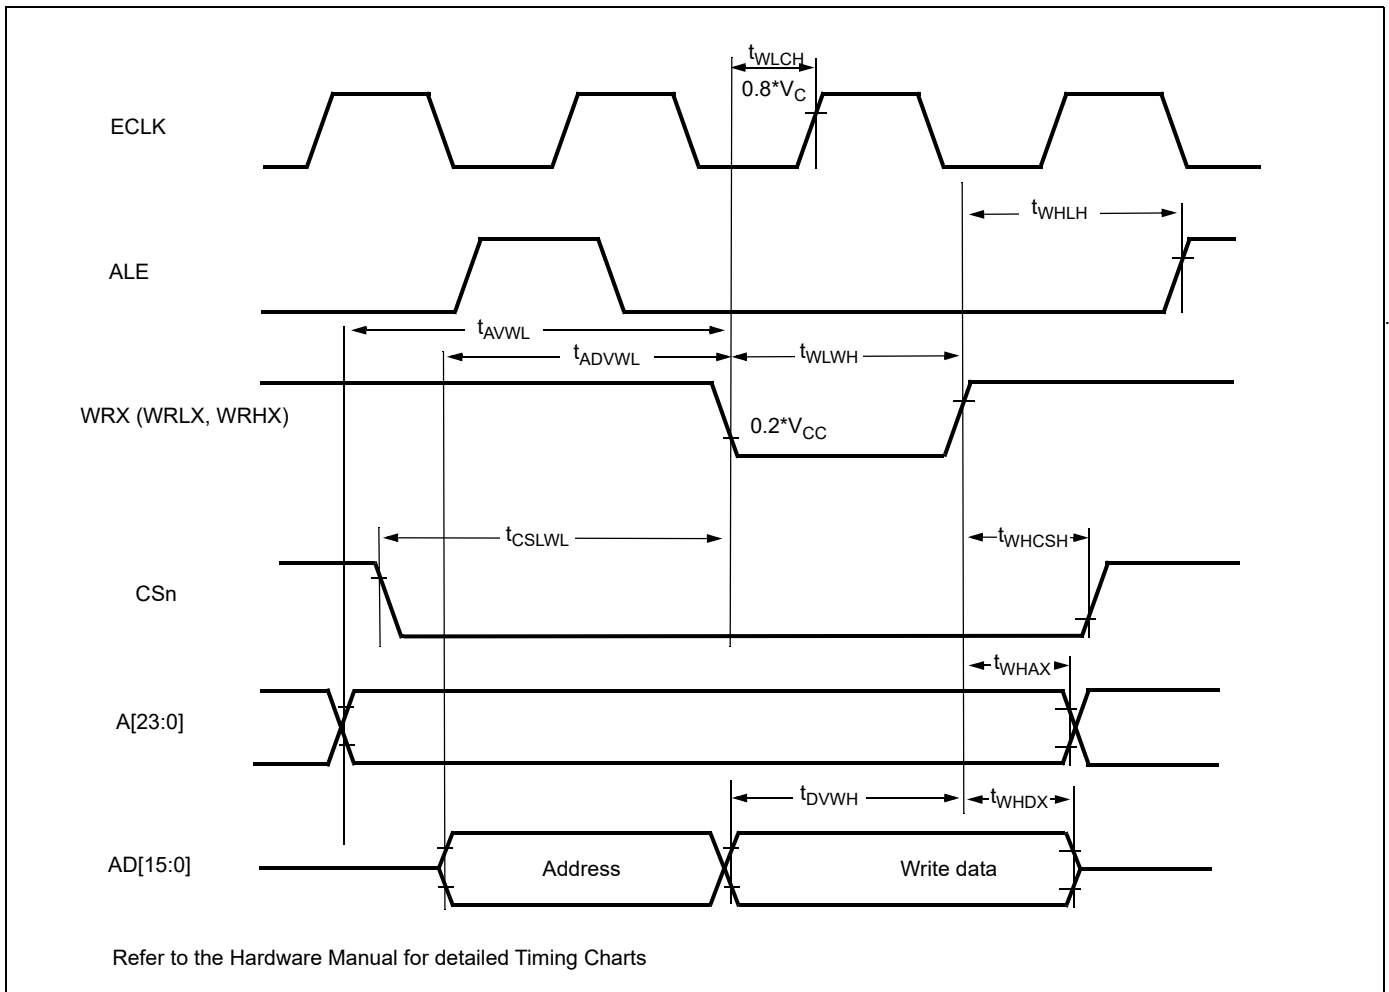 tWLCH
0.8*VC
ECLK
tWHLH
ALE
tAVWL
tADVWL
tWLWH
WRX (WRLX, WRHX)
0.2*VCC
tCSLWL
tWHCSH
CSn
tWHAX
A[23:0]
tDVWH
tWHDX
AD[15:0]
Address
Write data
Refer to the Hardware Manual for detailed Timing Charts